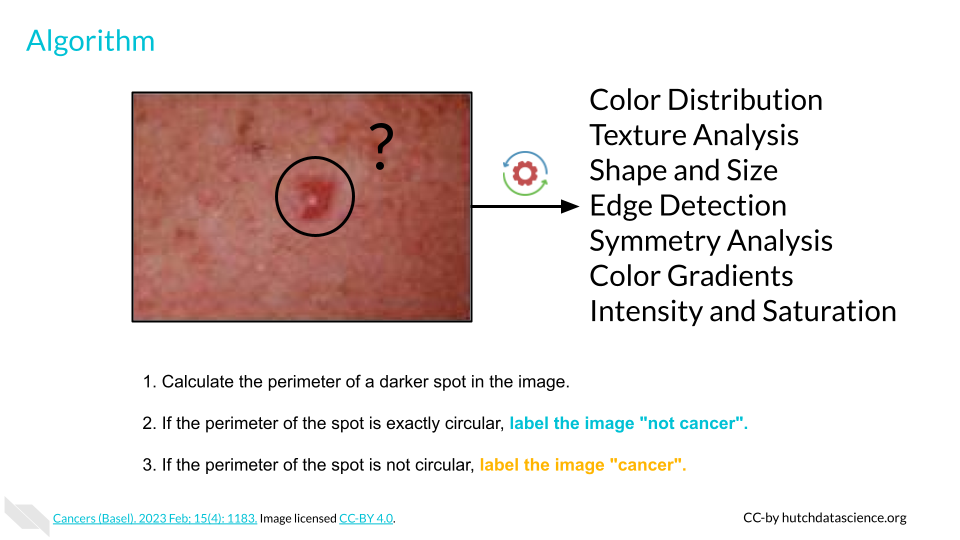 Algorithm
?
Color Distribution
Texture Analysis
Shape and Size
Edge Detection
Symmetry Analysis
Color Gradients
Intensity and Saturation
1. Calculate the perimeter of a darker spot in the image.
2. If the perimeter of the spot is exactly circular, label the image "not cancer".
3. If the perimeter of the spot is not circular, label the image "cancer".
Cancers (Basel). 2023 Feb; 15(4): 1183. Image licensed CC-BY 4.0.
CC-by hutchdatascience.org